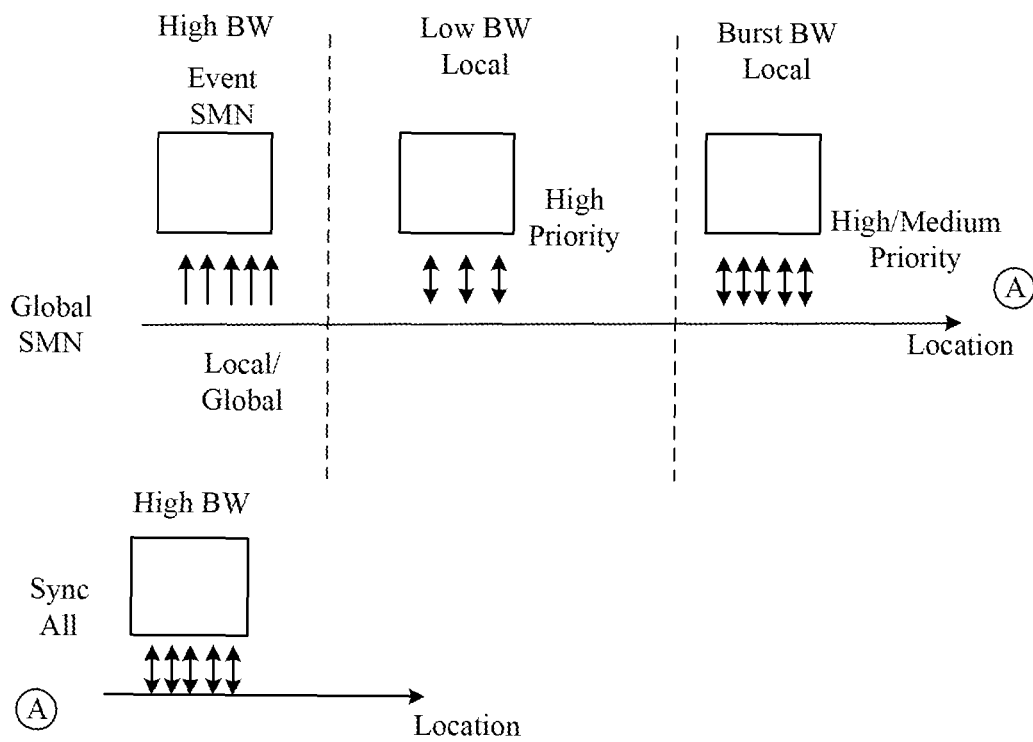 High BW
Event
SMN
Low BW
Local
Burst BW
Local
High
Priority
High/Medium
Priority
A
Global
SMN
Location
Local/
Global
High BW
Sync
All
A
Location